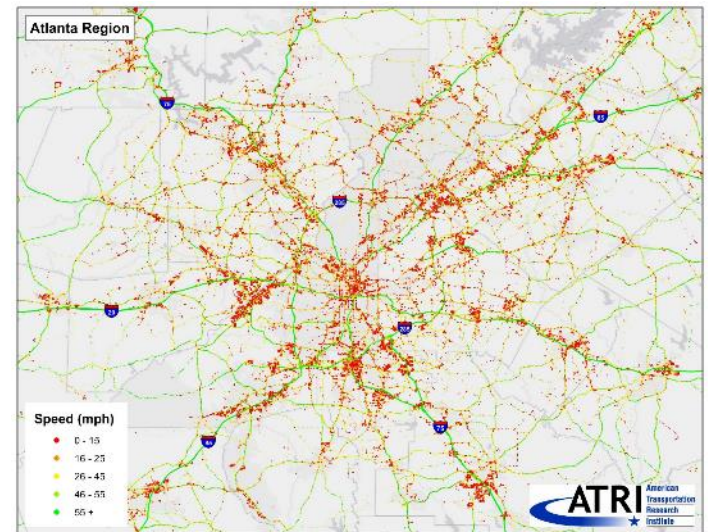 Atlanta Region
75
85
285
20
285
75
85
Speed (mph)
0 - 15
16 - 25
26 - 45
46 - 55
55 +
ATRI
American
Transportation
Research
Institute